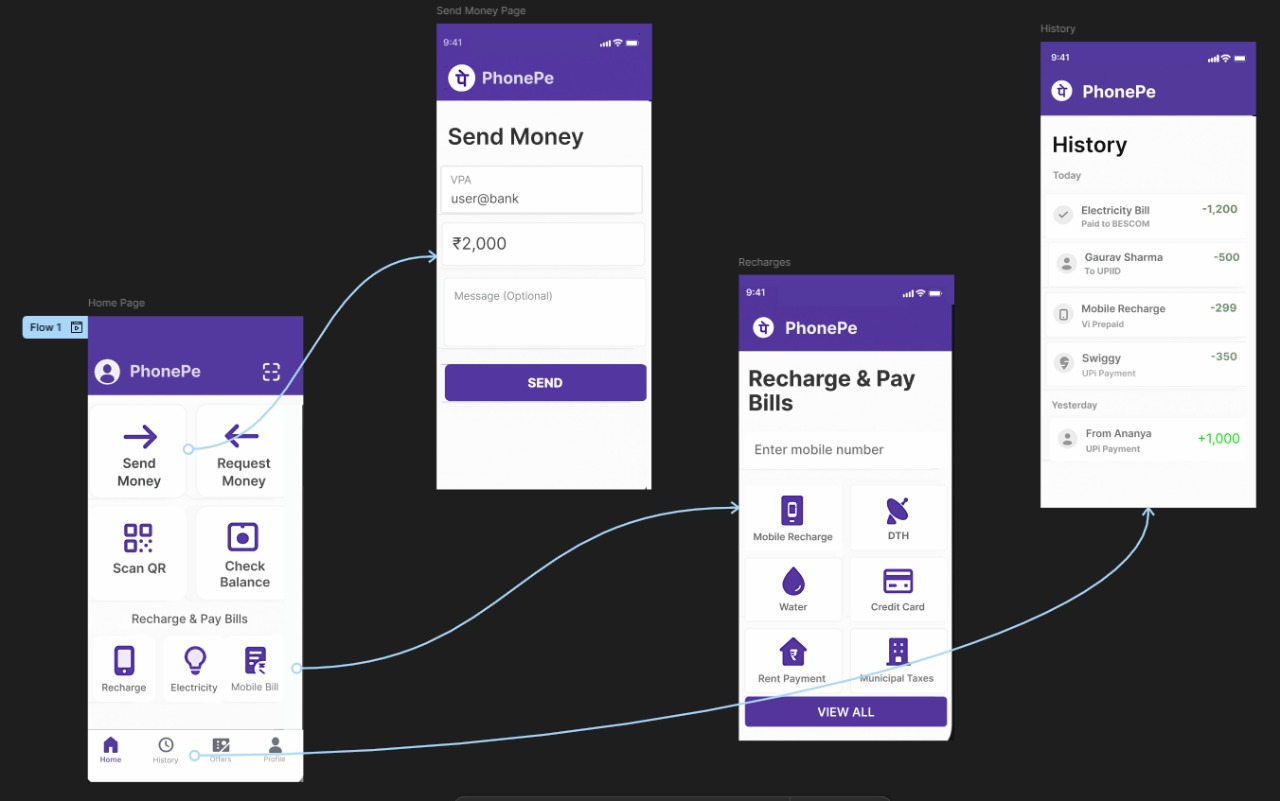 Send Money Page
9:41
पे PhonePe
Send Money
VPA
user@bank
₹2,000
Message (Optional)
SEND
History
9:41
पे PhonePe
History
Today
Electricity Bill -1,200
Paid to BESCOM
Gaurav Sharma -500
To UPIID
Mobile Recharge -299
Vi Prepaid
Swiggy -350
UPi Payment
Yesterday
From Ananya +1,000
UPi Payment
Recharges
9:41
पे PhonePe
Recharge & Pay
Bills
Enter mobile number
Mobile Recharge DTH
Water Credit Card
₹
Rent Payment Municipal Taxes
VIEW ALL
Home Page
Flow 1
PhonePe
Send
Money
Request
Money
Scan QR
Check
Balance
Recharge & Pay Bills
Recharge Electricity Mobile Bill
Home History Offers Profile